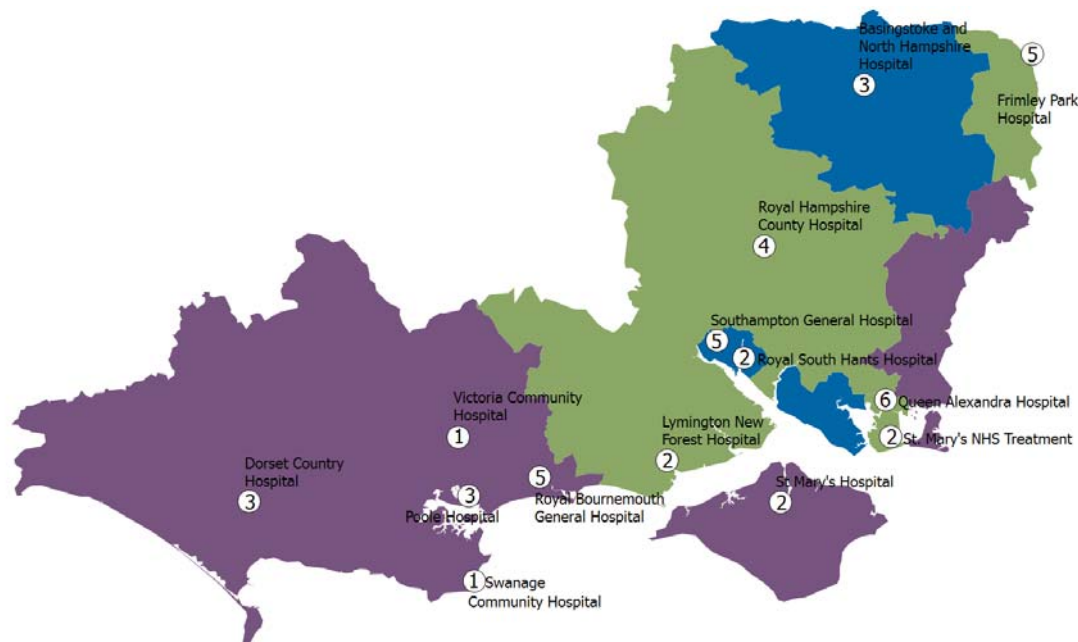 Basingstoke and
North Hampshire
Hospital
3
5
Frimley Park
Hospital
Royal Hampshire
County Hospital
4
Southampton General Hospital
5
2 Royal South Hants Hospital
Victoria Community
Hospital
1
6 Queen Alexandra Hospital
Lymington New
Forest Hospital
2
2 St. Mary's NHS Treatment
Dorset Country
Hospital
3
5
Royal Bournemouth
General Hospital
3
Poole Hospital
St Mary's Hospital
2
1 Swanage
Community Hospital